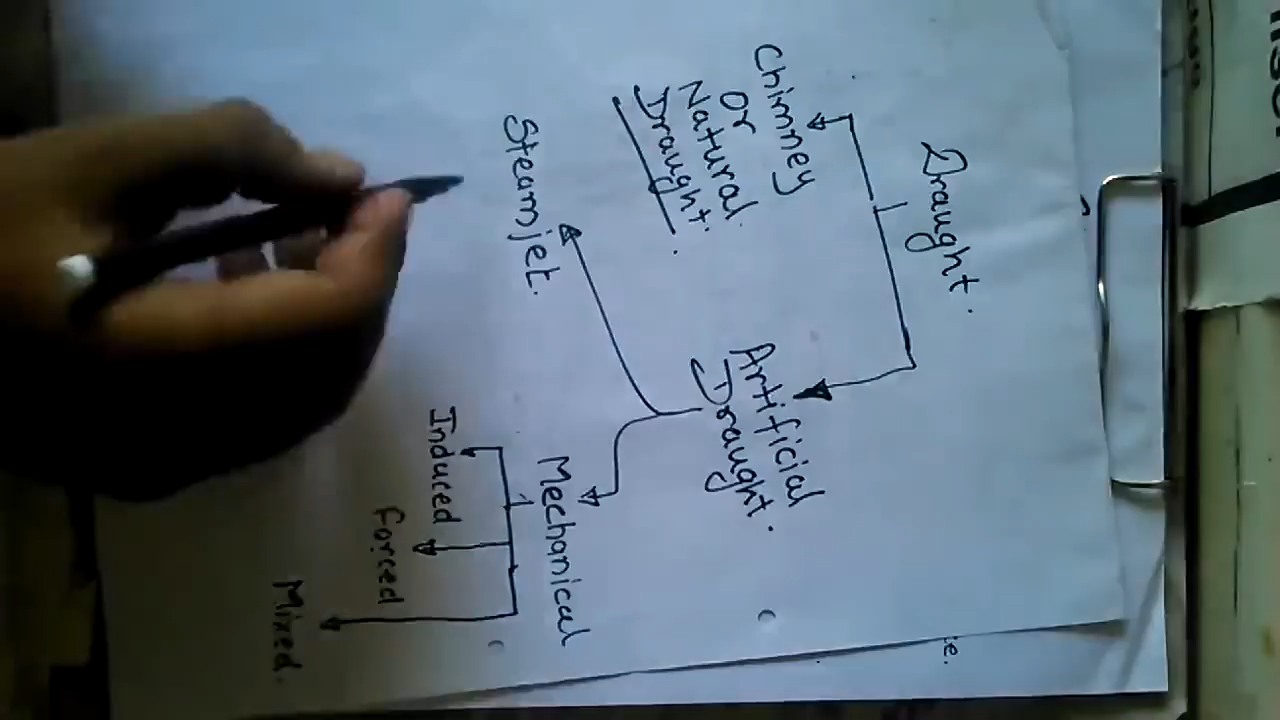 Draught.
Chimney
or
Natural
Draught.
Artificial
Draught.
Steamjet.
Mechanical
Induced
Forced
Mixed.